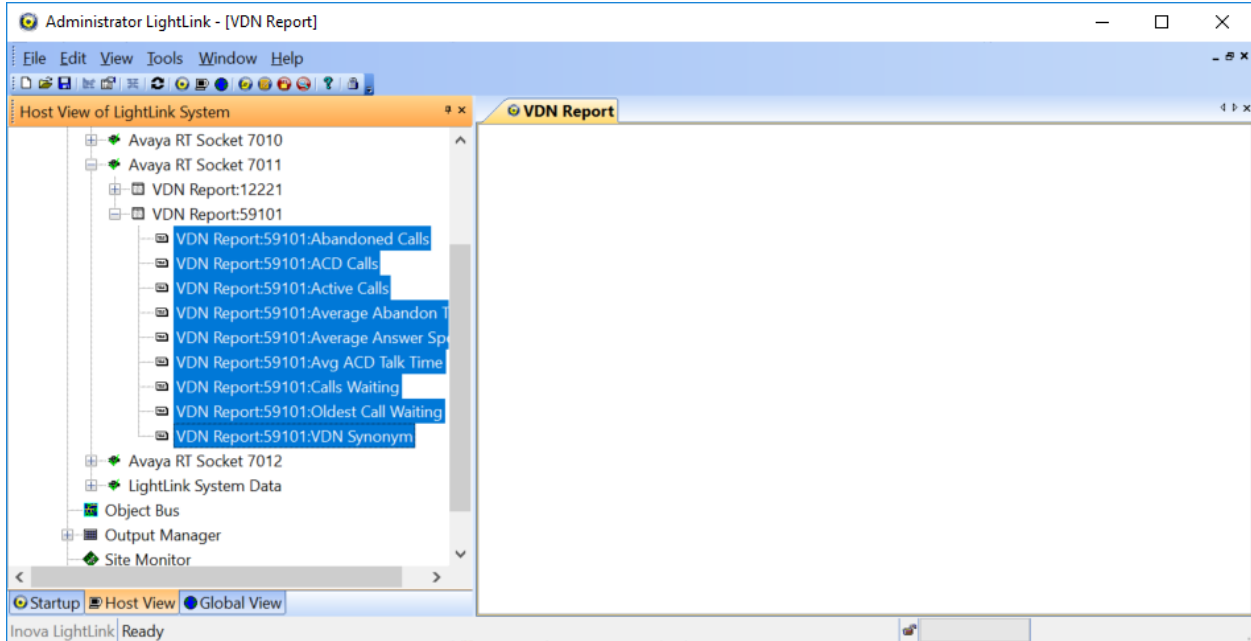 Administrator LightLink - [VDN Report]
File Edit View Tools Window Help
Host View of LightLink System
VDN Report
Avaya RT Socket 7010
Avaya RT Socket 7011
VDN Report:12221
VDN Report:59101
VDN Report:59101:Abandoned Calls
VDN Report:59101:ACD Calls
VDN Report:59101:Active Calls
VDN Report:59101:Average Abandon T
VDN Report:59101:Average Answer Spe
VDN Report:59101:Avg ACD Talk Time
VDN Report:59101:Calls Waiting
VDN Report:59101:Oldest Call Waiting
VDN Report:59101:VDN Synonym
Avaya RT Socket 7012
LightLink System Data
Object Bus
Output Manager
Site Monitor
Startup Host View Global View
Inova LightLink Ready